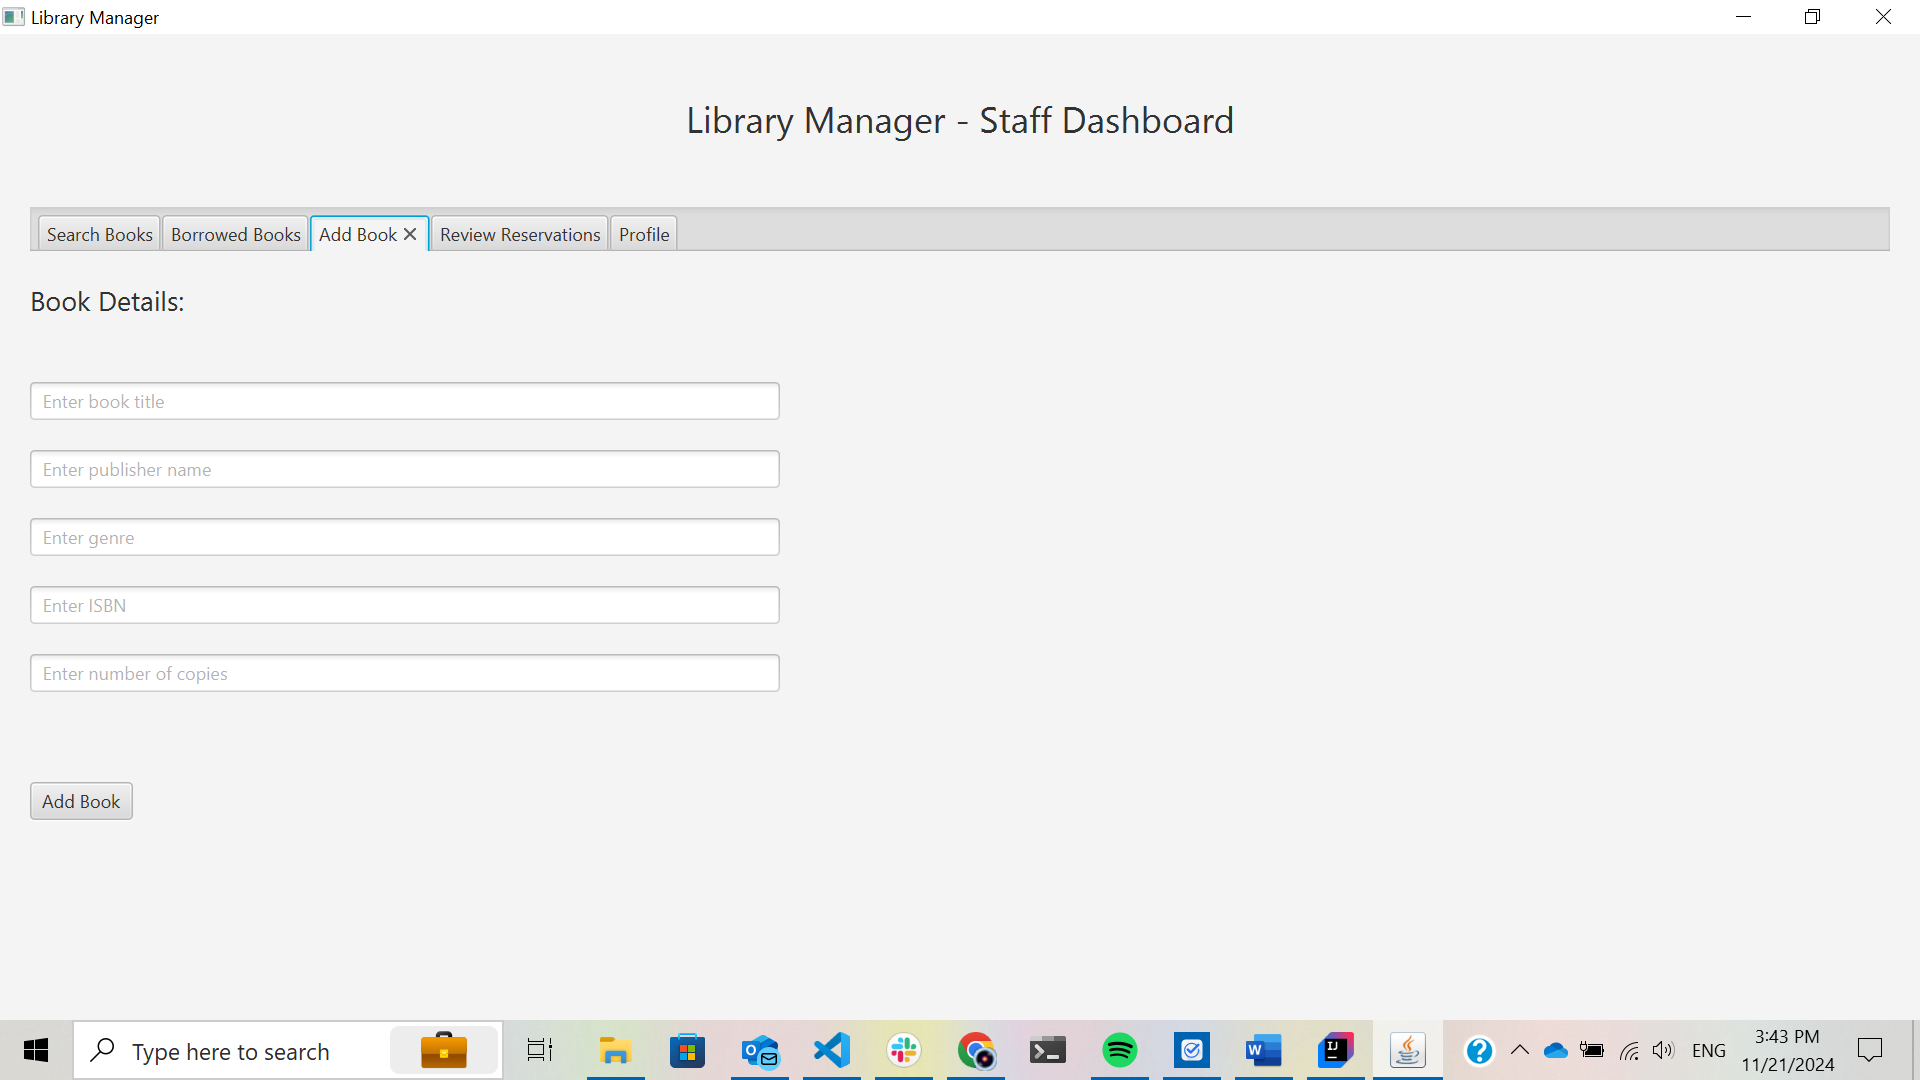 Library Manager
Library Manager - Staff Dashboard
Search Books
Borrowed Books
Add Book
Review Reservations
Profile
Book Details:
Enter book title
Enter publisher name
Enter genre
Enter ISBN
Enter number of copies
Add Book
Type here to search
ENG
3:43 PM
11/21/2024